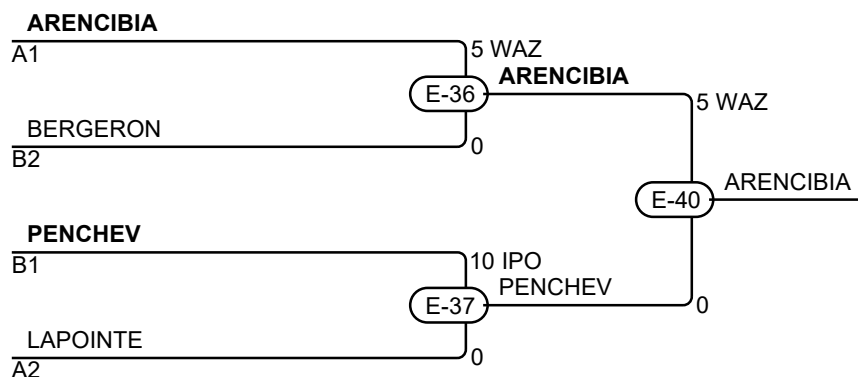 ARENCIBIA
A1
5 WAZ
E-36
ARENCIBIA
BERGERON
B2
0
5 WAZ
E-40
ARENCIBIA
PENCHEV
B1
10 IPO
E-37
PENCHEV
0
LAPOINTE
A2
0